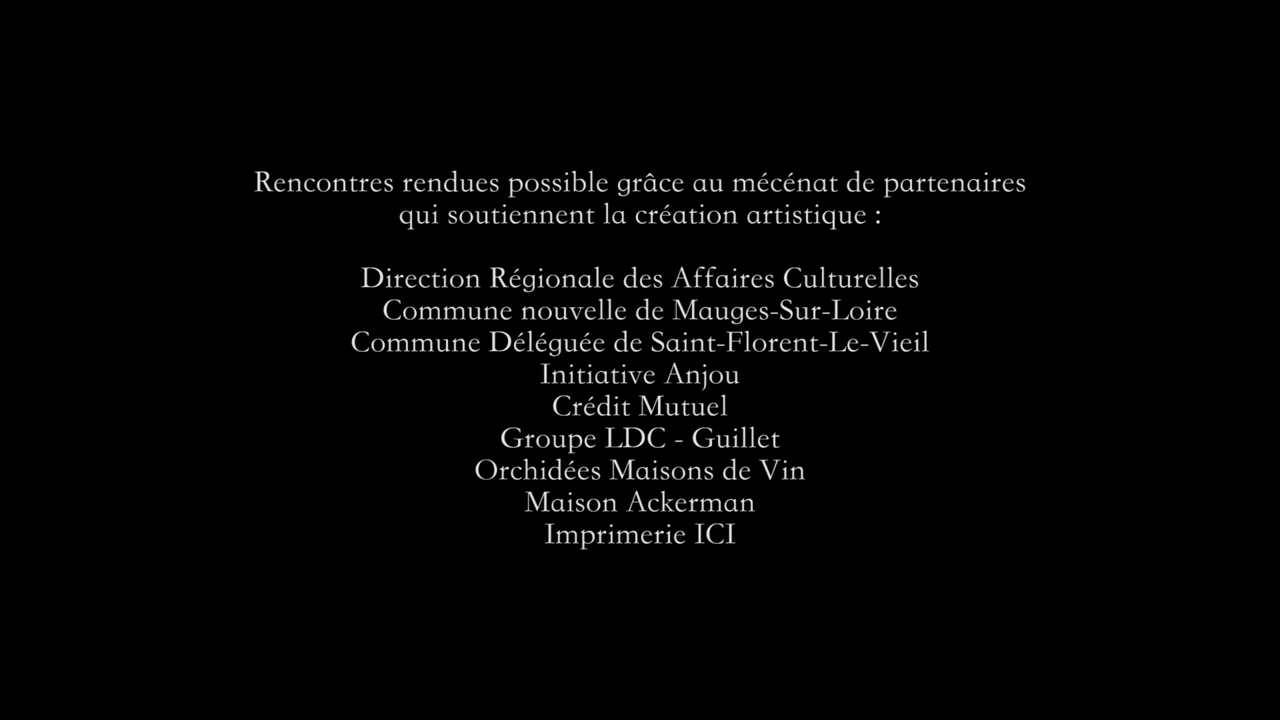 Rencontres rendues possible grâce au mécénat de partenaires
qui soutiennent la création artistique :
Direction Régionale des Affaires Culturelles
Commune nouvelle de Mauges-Sur-Loire
Commune Déléguée de Saint-Florent-Le-Vieil
Initiative Anjou
Crédit Mutuel
Groupe LDC - Guillet
Orchidées Maisons de Vin
Maison Ackerman
Imprimerie ICI